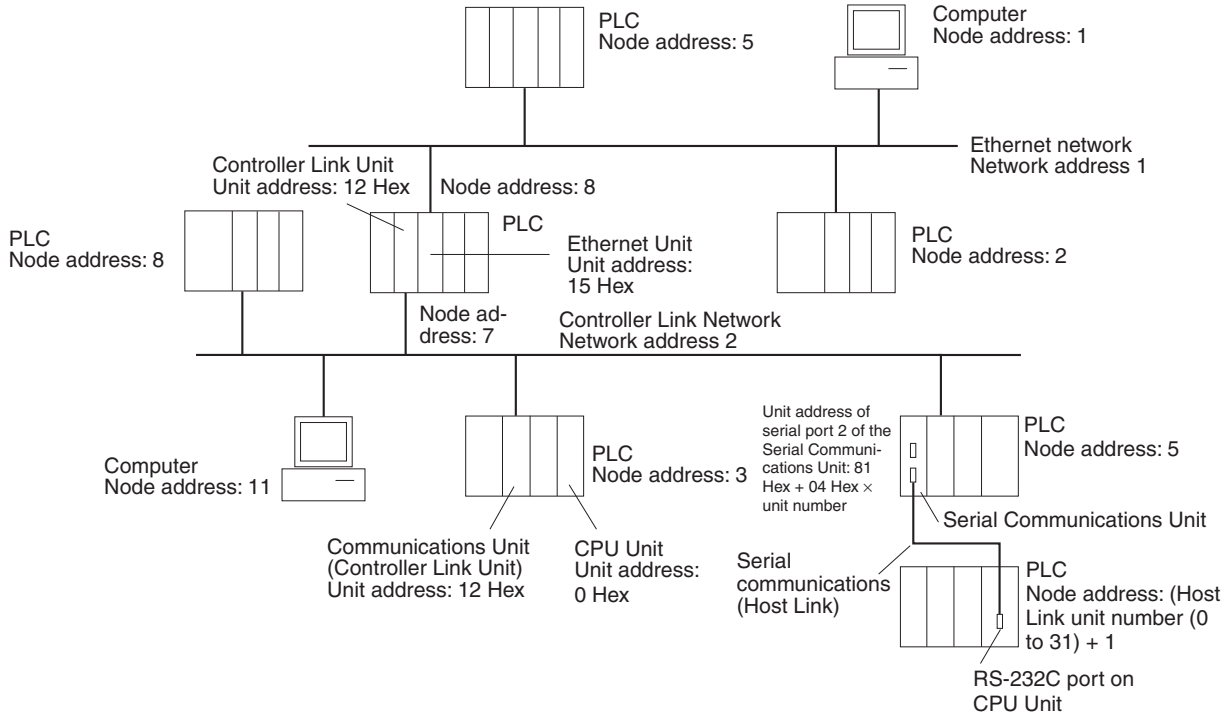 PLC
Node address: 5
Computer
Node address: 1
Ethernet network
Network address 1
Controller Link Unit
Unit address: 12 Hex
Node address: 8
PLC
Node address: 8
PLC
Ethernet Unit
Unit address:
15 Hex
PLC
Node address: 2
Node ad-
dress: 7
Controller Link Network
Network address 2
Computer
Node address: 11
PLC
Node address: 3
Unit address of
serial port 2 of the
Serial Communi-
cations Unit: 81
Hex + 04 Hex ×
unit number
PLC
Node address: 5
Serial Communications Unit
Communications Unit
(Controller Link Unit)
Unit address: 12 Hex
CPU Unit
Unit address:
0 Hex
Serial
communications
(Host Link)
PLC
Node address: (Host
Link unit number (0
to 31) + 1
RS-232C port on
CPU Unit